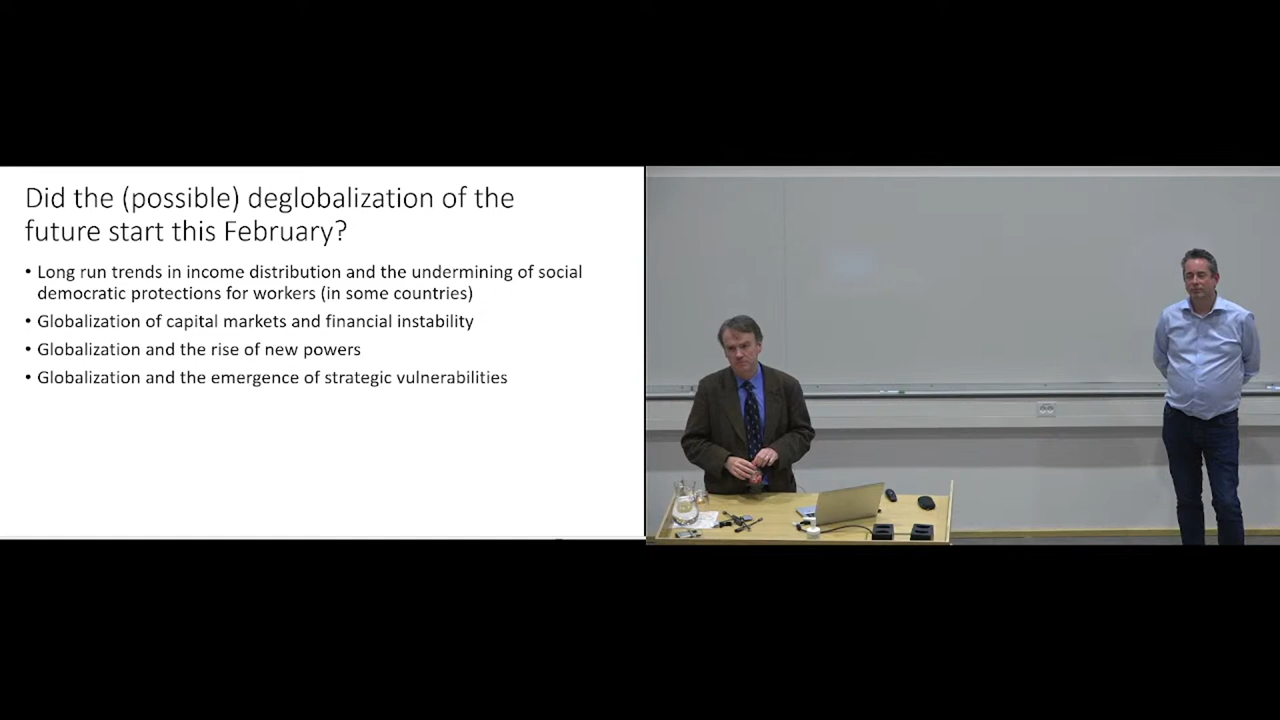 Did the (possible) deglobalization of the
future start this February?
• Long run trends in income distribution and the undermining of social
democratic protections for workers (in some countries)
• Globalization of capital markets and financial instability
• Globalization and the rise of new powers
• Globalization and the emergence of strategic vulnerabilities